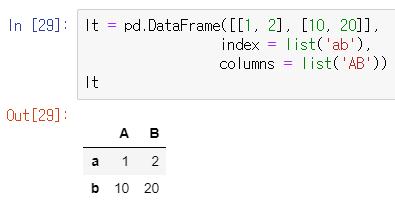 In [29]: lt = pd.DataFrame([[1, 2], [10, 20]],
index = list('ab'),
columns = list('AB'))
lt
Out[29]:
A B
a 1 2
b 10 20